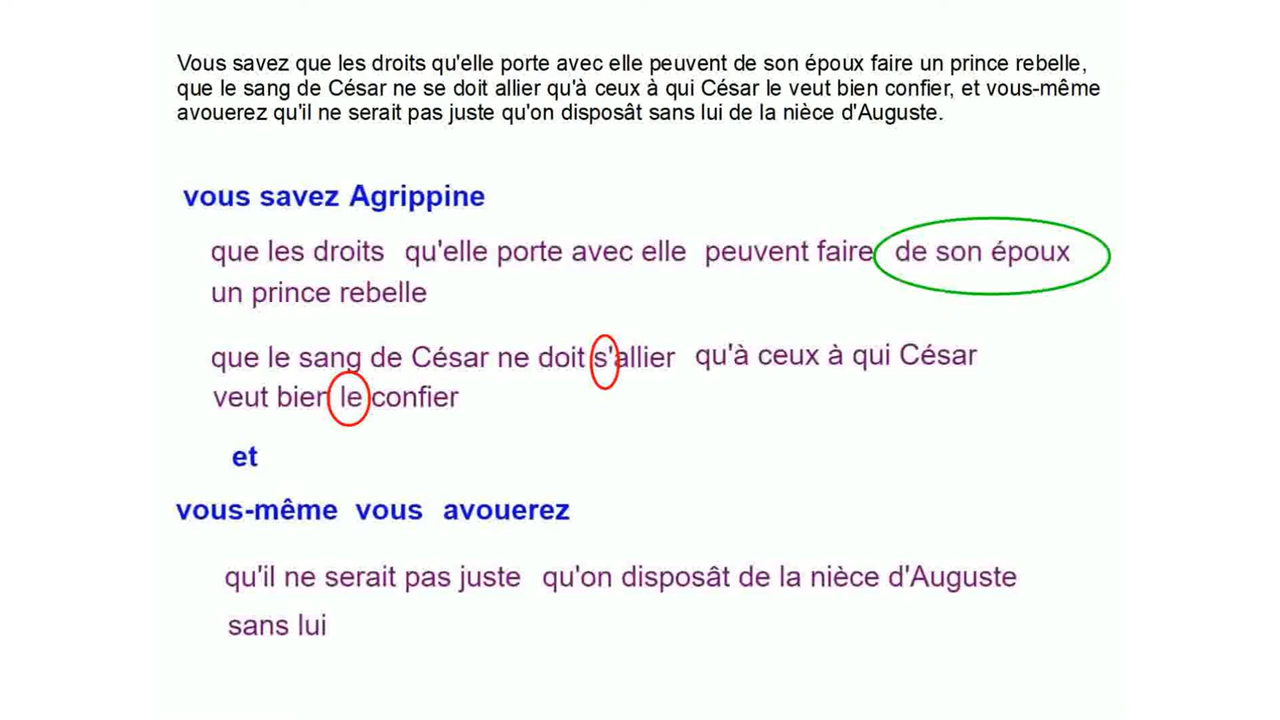 Vous savez que les droits qu'elle porte avec elle peuvent de son époux faire un prince rebelle,
que le sang de César ne se doit allier qu'à ceux à qui César le veut bien confier, et vous-même
avouerez qu'il ne serait pas juste qu'on disposât sans lui de la nièce d'Auguste.
vous savez Agrippine
que les droits qu'elle porte avec elle peuvent faire de son époux
un prince rebelle
que le sang de César ne doit s'allier qu'à ceux à qui César
veut bien le confier
et
vous-même vous avouerez
qu'il ne serait pas juste qu'on disposât de la nièce d'Auguste
sans lui